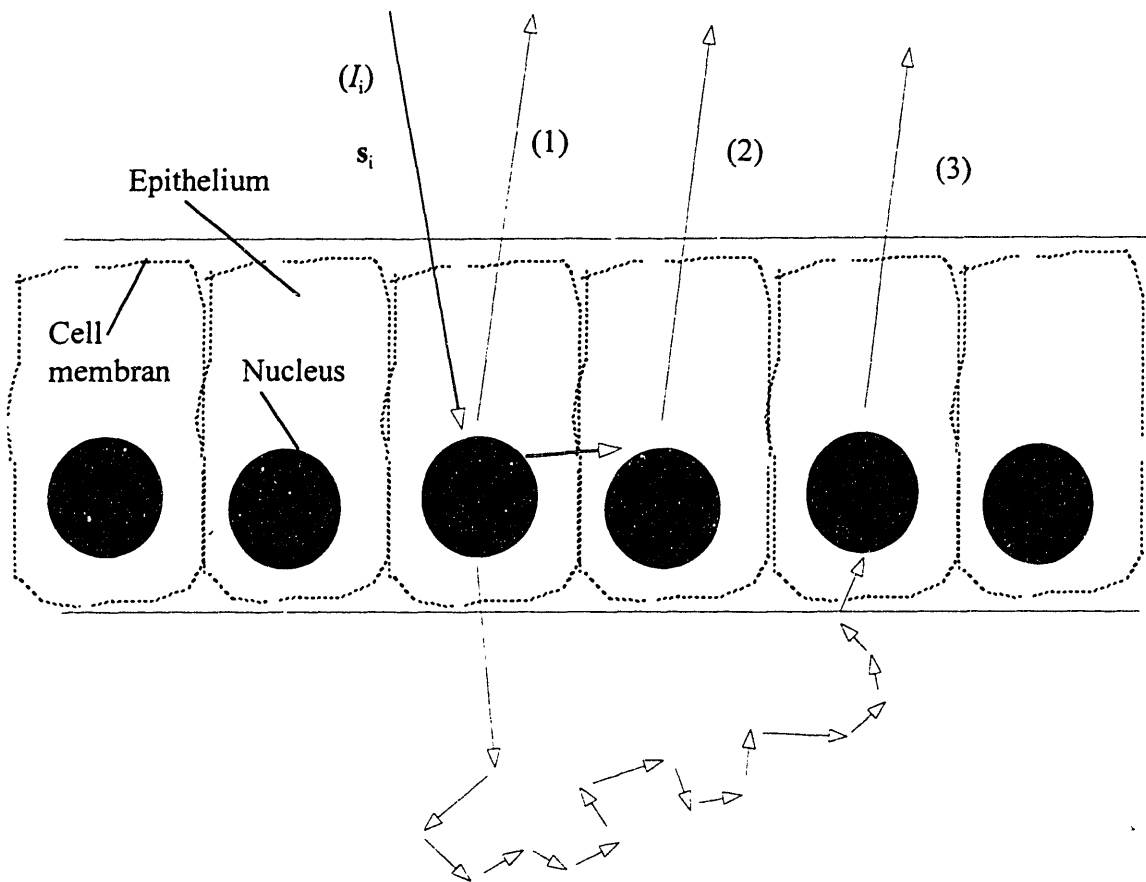 (Iᵢ)
sᵢ
(1)
(2)
(3)
Epithelium
Cell
membran
Nucleus